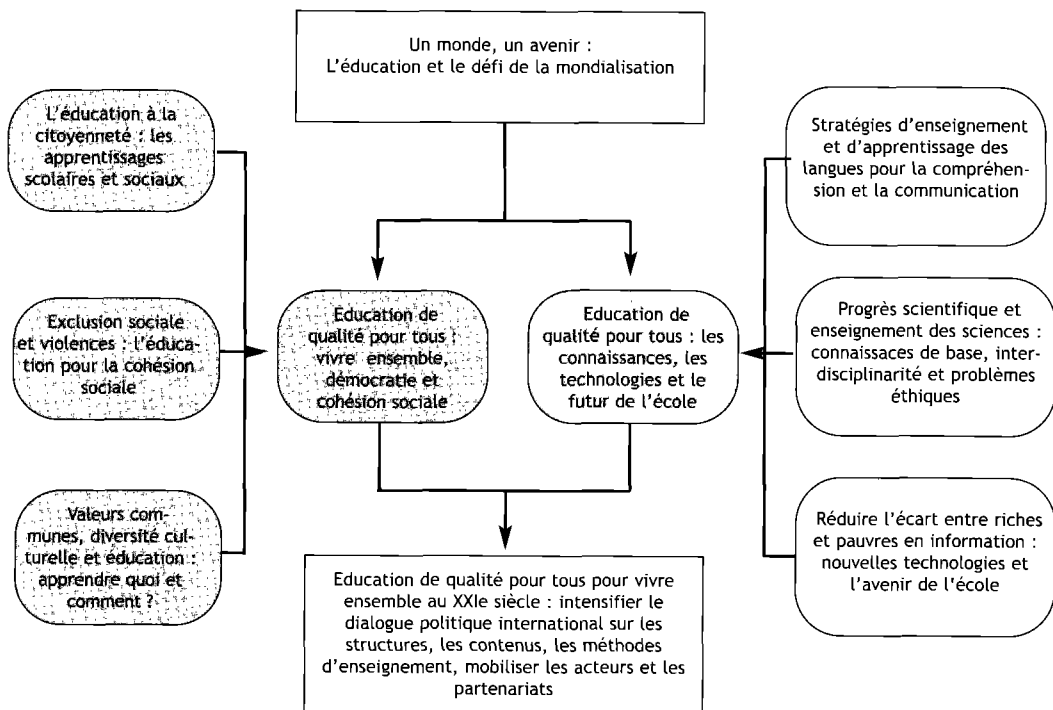 Un monde, un avenir :
L'éducation et le défi de la mondialisation
L'éducation à la
citoyenneté : les
apprentissages
scolaires et sociaux
Stratégies d'enseignement
et d'apprentissage des
langues pour la compréhen-
sion et la communication
Exclusion sociale
et violences : l'éduca-
tion pour la cohésion
sociale
Education de
qualité pour tous :
vivre ensemble,
démocratie et
cohésion sociale
Education de
qualité pour tous : les
connaissances, les
technologies et le
futur de l'école
Progrès scientifique et
enseignement des sciences :
connaissaces de base, inter-
disciplinarité et problèmes
éthiques
Valeurs com-
munes, diversité cul-
turelle et éducation :
apprendre quoi et
comment ?
Réduire l'écart entre riches
et pauvres en information :
nouvelles technologies et
l'avenir de l'école
Education de qualité pour tous pour vivre
ensemble au XXIe siècle : intensifier le
dialogue politique international sur les
structures, les contenus, les méthodes
d'enseignement, mobiliser les acteurs et les
partenariats